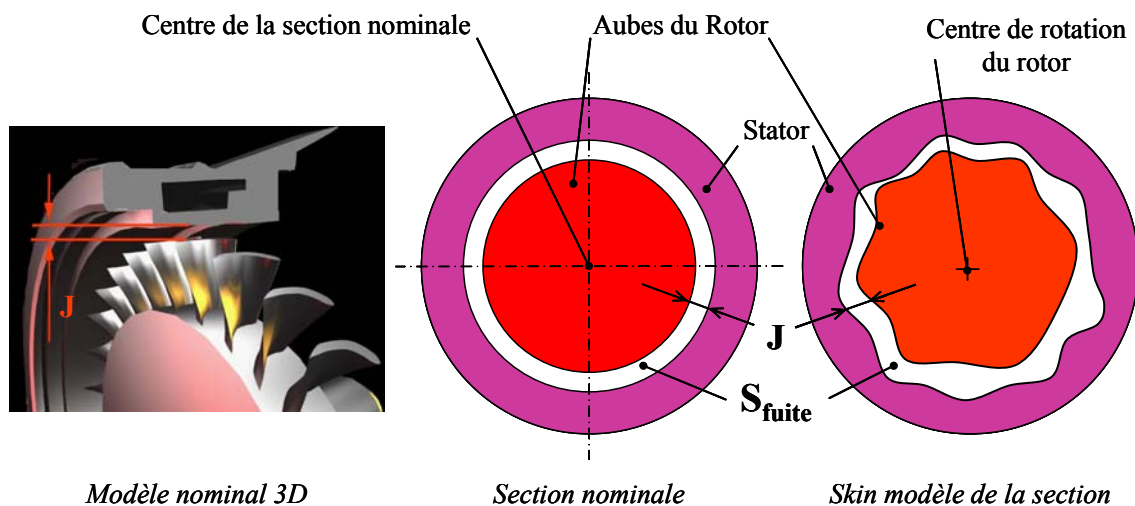 Centre de la section nominale
Aubes du Rotor
Centre de rotation
du rotor
Stator
J
J
S_fuite
Modèle nominal 3D
Section nominale
Skin modèle de la section